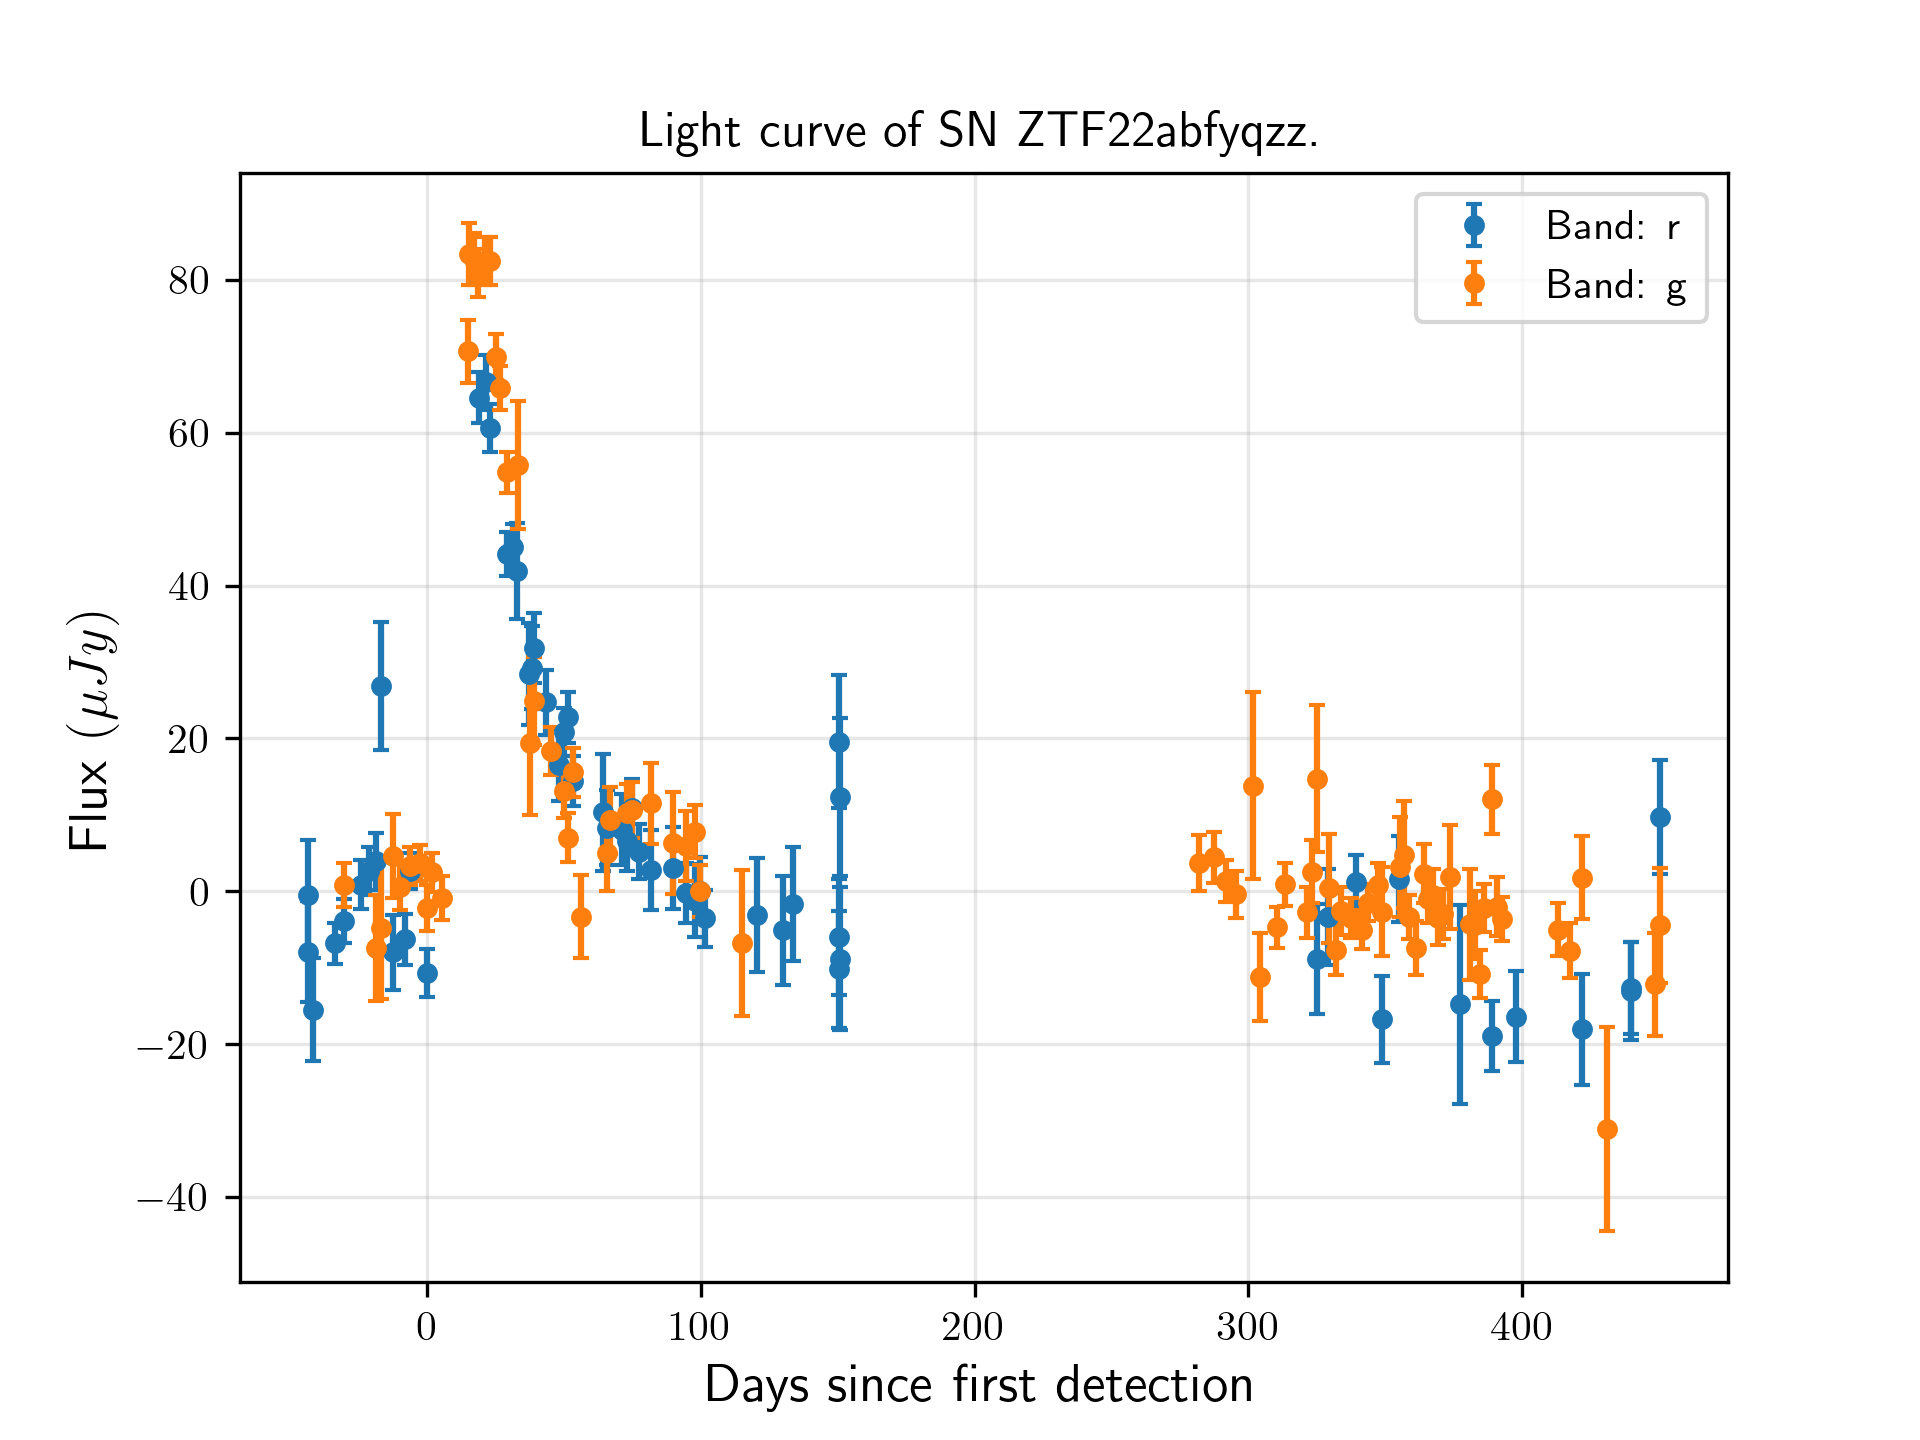 Light curve of SN ZTF22abfyqzz.
Band: r
Band: g
Flux (μJy)
80
60
40
20
0
−20
−40
0 100 200 300 400
Days since first detection